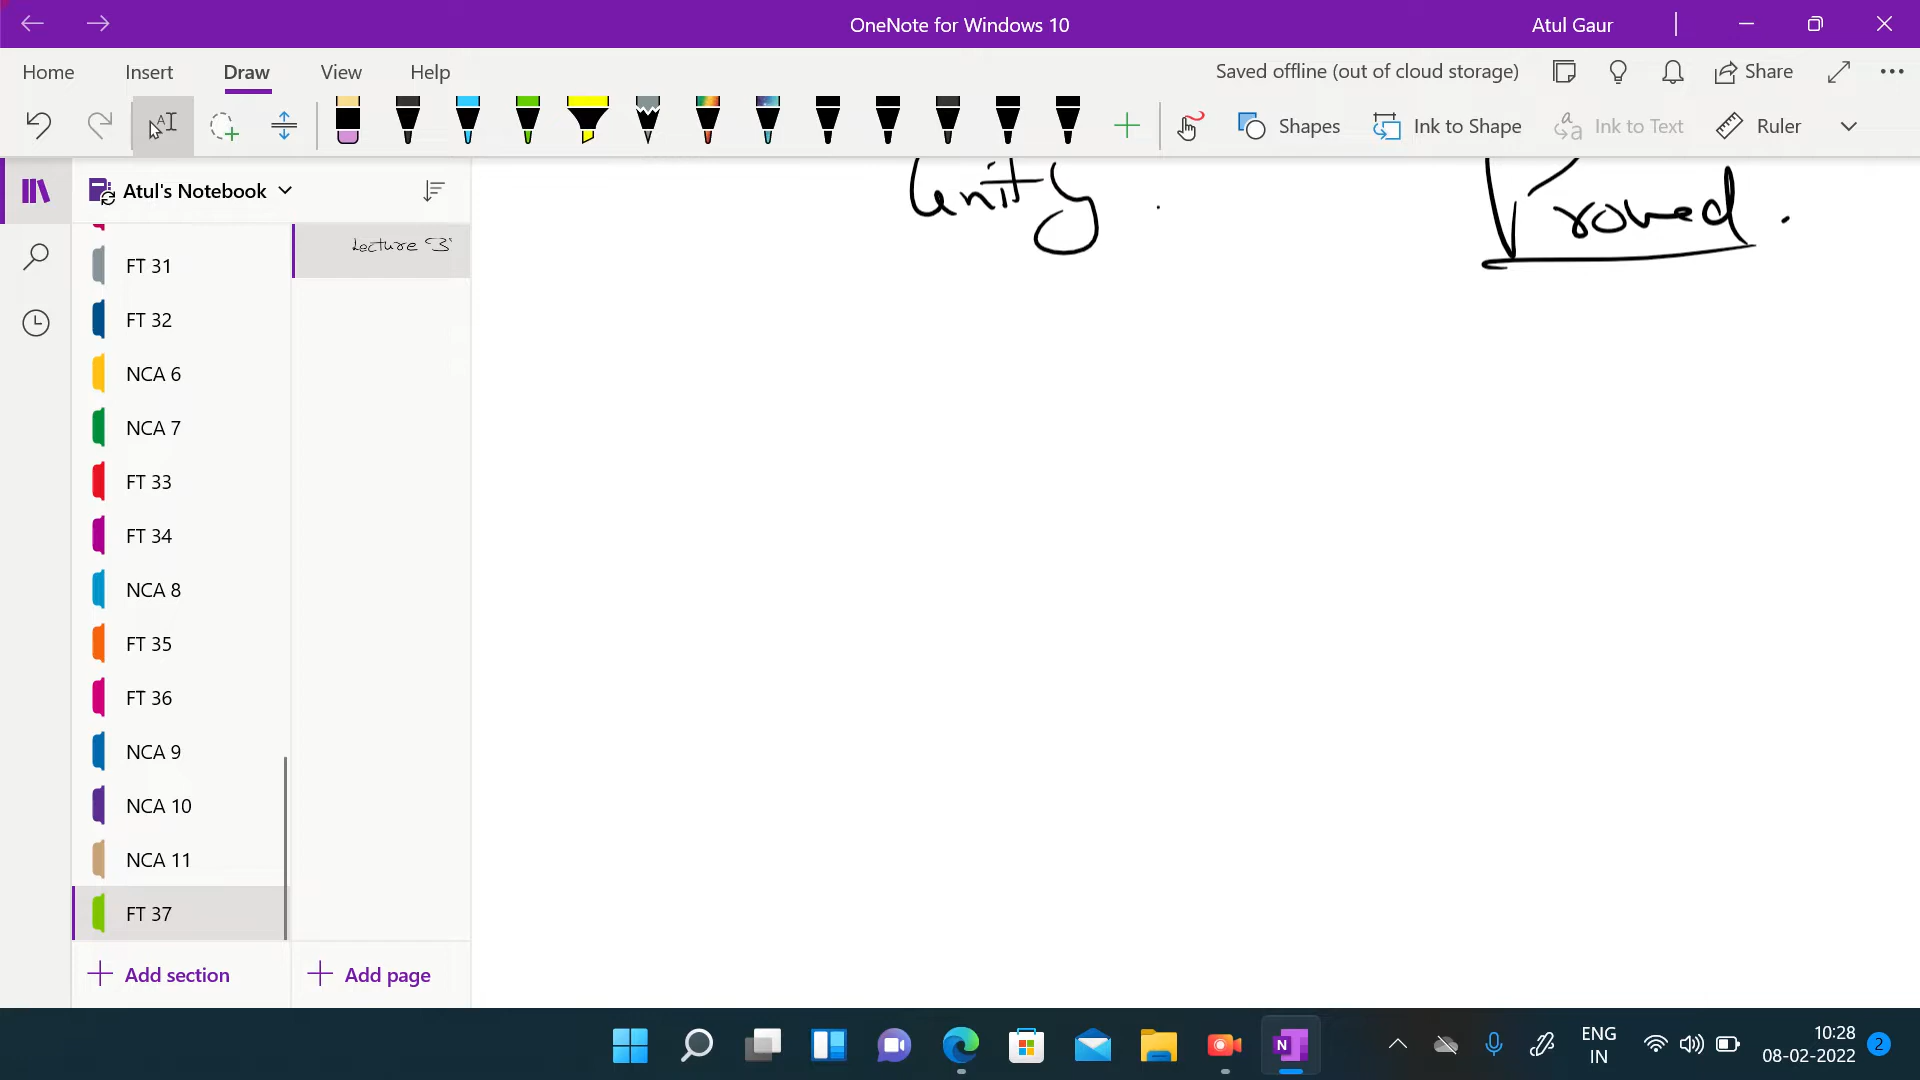 OneNote for Windows 10
Atul Gaur
Home Insert Draw View Help
Saved offline (out of cloud storage)
Share
Shapes
Ink to Shape
Ink to Text
Ruler
Atul's Notebook
FT 31
FT 32
NCA 6
NCA 7
FT 33
FT 34
NCA 8
FT 35
FT 36
NCA 9
NCA 10
NCA 11
FT 37
Add section
Lecture 3
Add page
Unity .
Proved .
ENG
IN
10:28
08-02-2022
2